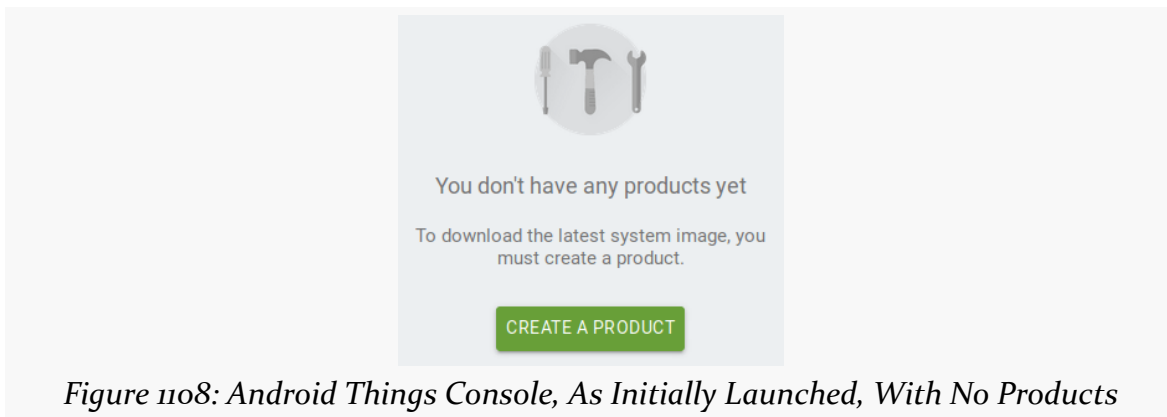 You don't have any products yet
To download the latest system image, you
must create a product.
CREATE A PRODUCT
Figure 1108: Android Things Console, As Initially Launched, With No Products